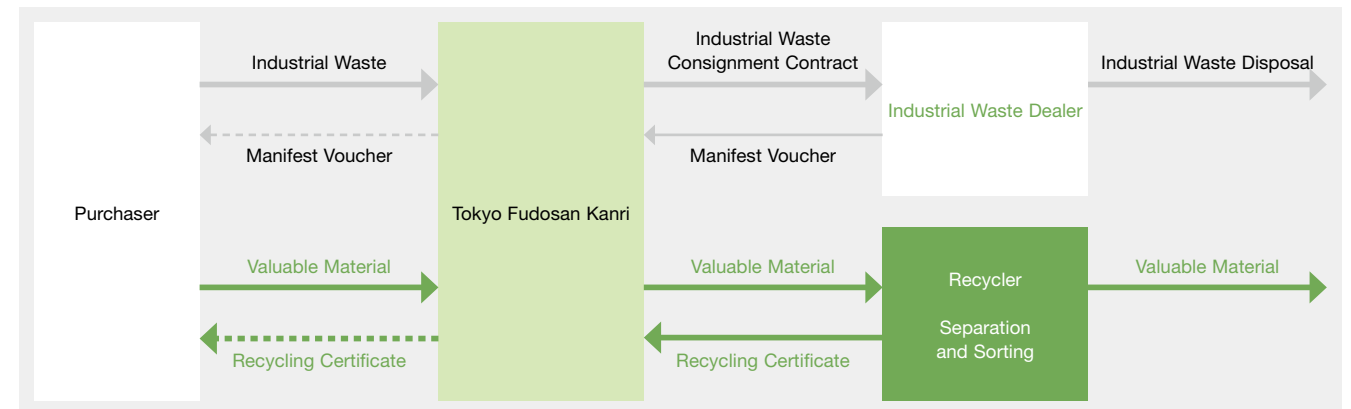 Industrial Waste
Industrial Waste
Consignment Contract
Industrial Waste Disposal
Industrial Waste Dealer
Manifest Voucher
Manifest Voucher
Purchaser
Tokyo Fudosan Kanri
Valuable Material
Valuable Material
Recycler
Valuable Material
Separation
and Sorting
Recycling Certificate
Recycling Certificate